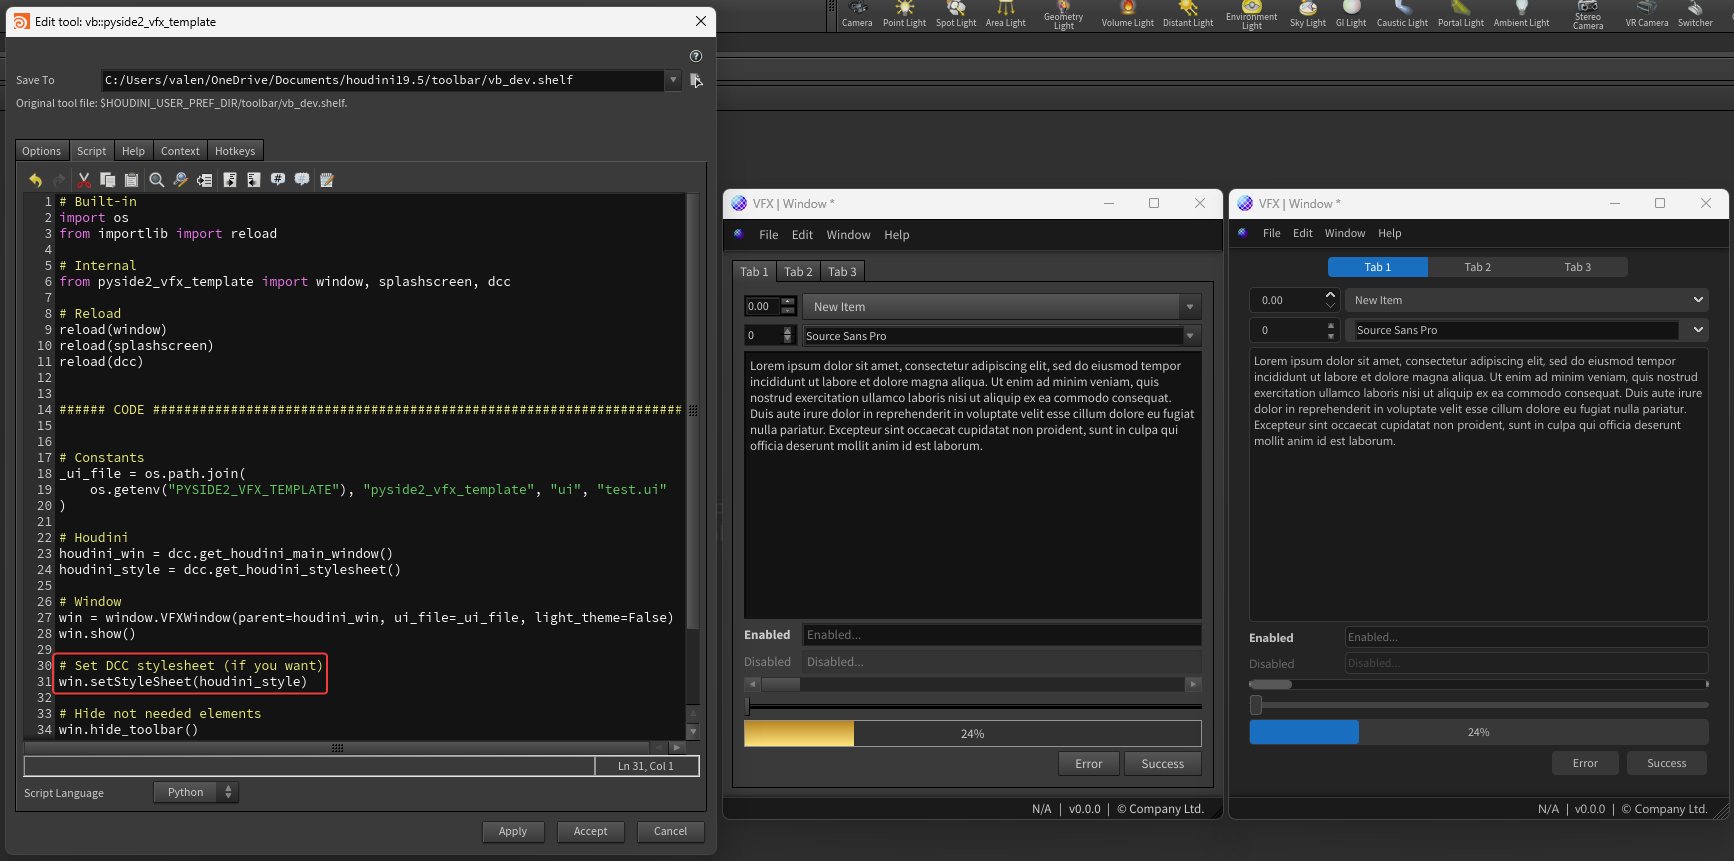 Edit tool: vb::pyside2_vfx_template
Save To
C:/Users/valen/OneDrive/Documents/houdini19.5/toolbar/vb_dev.shelf
Original tool file: $HOUDINI_USER_PREF_DIR/toolbar/vb_dev.shelf.
Options Script Help Context Hotkeys
1 # Built-in
2 import os
3 from importlib import reload
4
5 # Internal
6 from pyside2_vfx_template import window, splashscreen, dcc
7
8 # Reload
9 reload(window)
10 reload(splashscreen)
11 reload(dcc)
12
13
14 ###### CODE ####################################################################
15
16
17 # Constants
18 _ui_file = os.path.join(
19     os.getenv("PYSIDE2_VFX_TEMPLATE"), "pyside2_vfx_template", "ui", "test.ui"
20 )
21
22 # Houdini
23 houdini_win = dcc.get_houdini_main_window()
24 houdini_style = dcc.get_houdini_stylesheet()
25
26 # Window
27 win = window.VFXWindow(parent=houdini_win, ui_file=_ui_file, light_theme=False)
28 win.show()
29
30 # Set DCC stylesheet (if you want)
31 win.setStyleSheet(houdini_style)
32
33 # Hide not needed elements
34 win.hide_toolbar()
Ln 31, Col 1
Script Language Python
Apply Accept Cancel
Camera Point Light Spot Light Area Light Geometry Light Volume Light Distant Light Environment Light Sky Light GI Light Caustic Light Portal Light Ambient Light Stereo Camera VR Camera Switcher
VFX | Window *
File Edit Window Help
Tab 1 Tab 2 Tab 3
0.00 New Item
0 Source Sans Pro
Lorem ipsum dolor sit amet, consectetur adipiscing elit, sed do eiusmod tempor
incididunt ut labore et dolore magna aliqua. Ut enim ad minim veniam, quis
nostrud exercitation ullamco laboris nisi ut aliquip ex ea commodo consequat.
Duis aute irure dolor in reprehenderit in voluptate velit esse cillum dolore eu fugiat
nulla pariatur. Excepteur sint occaecat cupidatat non proident, sunt in culpa qui
officia deserunt mollit anim id est laborum.
Enabled Enabled...
Disabled Disabled...
24%
Error Success
N/A | v0.0.0 | © Company Ltd.
VFX | Window *
File Edit Window Help
Tab 1 Tab 2 Tab 3
0.00 New Item
0 Source Sans Pro
Lorem ipsum dolor sit amet, consectetur adipiscing elit, sed do eiusmod tempor
incididunt ut labore et dolore magna aliqua. Ut enim ad minim veniam, quis nostrud
exercitation ullamco laboris nisi ut aliquip ex ea commodo consequat. Duis aute irure
dolor in reprehenderit in voluptate velit esse cillum dolore eu fugiat nulla pariatur.
Excepteur sint occaecat cupidatat non proident, sunt in culpa qui officia deserunt
mollit anim id est laborum.
Enabled Enabled...
Disabled Disabled...
24%
Error Success
N/A | v0.0.0 | © Company Ltd.